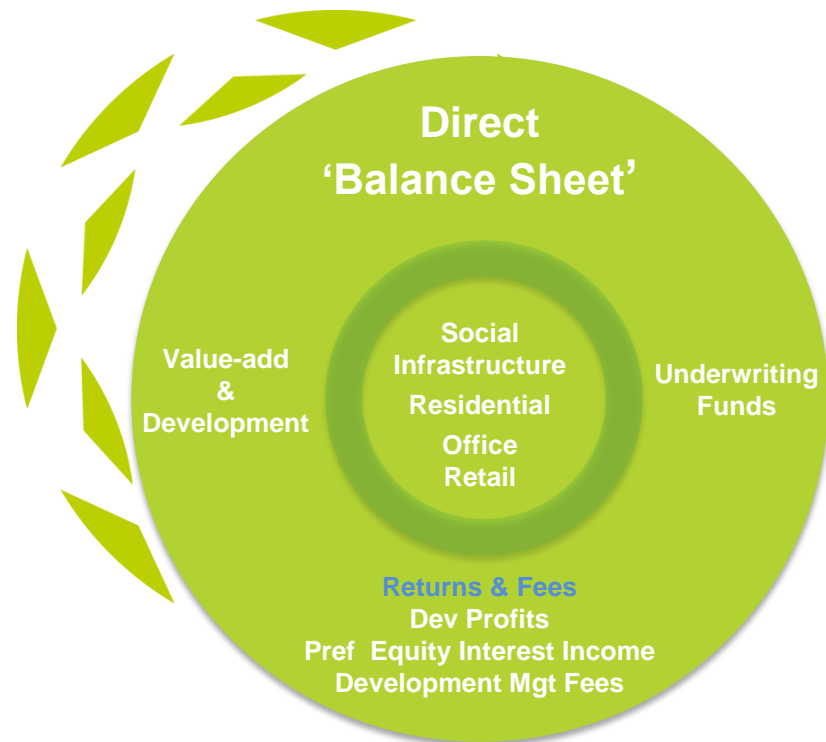 Direct
‘Balance Sheet’
Value-add
&
Development
Social
Infrastructure
Residential
Office
Retail
Underwriting
Funds
Returns & Fees
Dev Profits
Pref Equity Interest Income
Development Mgt Fees